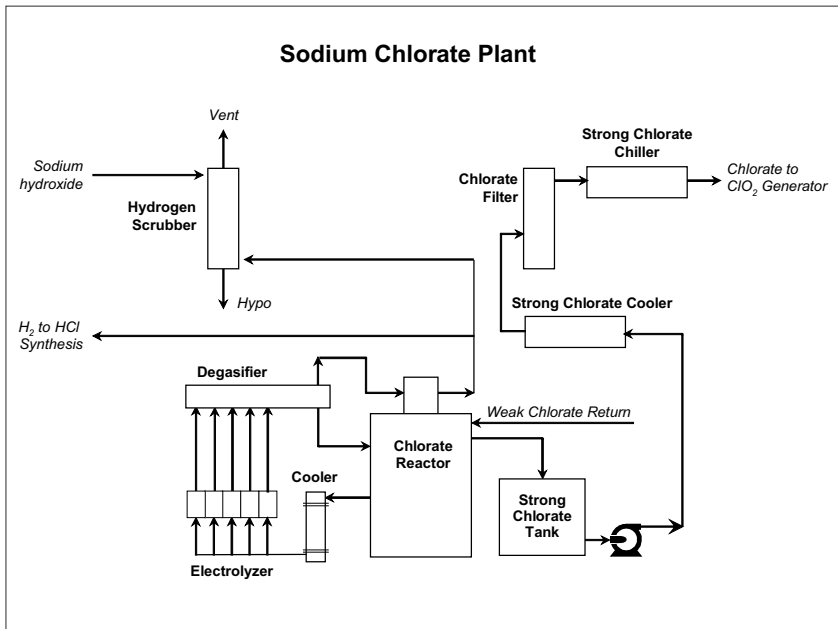 Sodium Chlorate Plant
Vent
Sodium
hydroxide
Hydrogen
Scrubber
Hypo
H₂ to HCl
Synthesis
Strong Chlorate
Chiller
Chlorate
Filter
Chlorate to
ClO₂ Generator
Strong Chlorate Cooler
Degasifier
Weak Chlorate Return
Chlorate
Reactor
Cooler
Strong
Chlorate
Tank
Electrolyzer